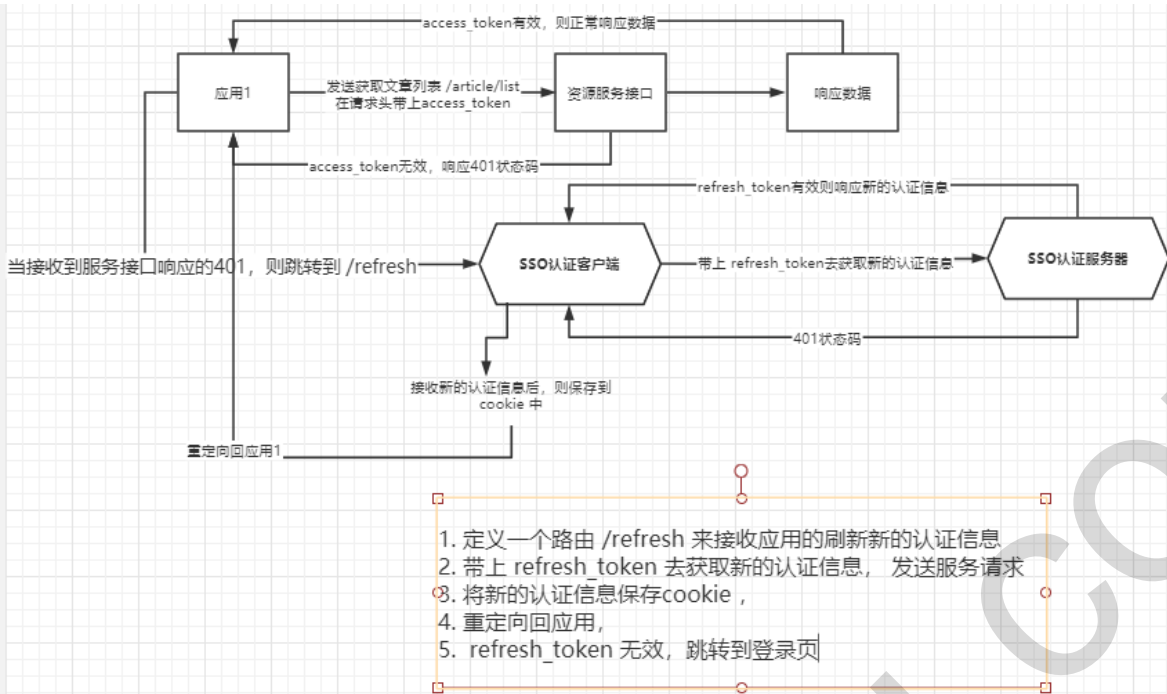 access_token有效，则正常响应数据
应用1
发送获取文章列表 /article/list
在请求头带上access_token
资源服务接口
响应数据
access_token无效，响应401状态码
refresh_token有效则响应新的认证信息
当接收到服务接口响应的401，则跳转到 /refresh
SSO认证客户端
带上 refresh_token去获取新的认证信息
SSO认证服务器
401状态码
接收新的认证信息后，则保存到
cookie 中
重定向回应用1
1. 定义一个路由 /refresh 来接收应用的刷新新的认证信息
2. 带上 refresh_token 去获取新的认证信息， 发送服务请求
3. 将新的认证信息保存cookie ，
4. 重定向回应用，
5. refresh_token 无效，跳转到登录页